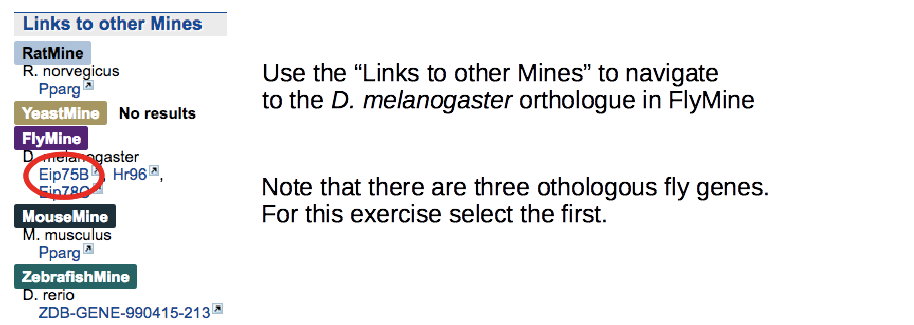 Links to other Mines
RatMine
R. norvegicus
Pparg
YeastMine No results
FlyMine
D. melanogaster
Eip75B, Hr96,
Eip78C
MouseMine
M. musculus
Pparg
ZebrafishMine
D. rerio
ZDB-GENE-990415-213
Use the “Links to other Mines” to navigate
to the D. melanogaster orthologue in FlyMine
Note that there are three othologous fly genes.
For this exercise select the first.